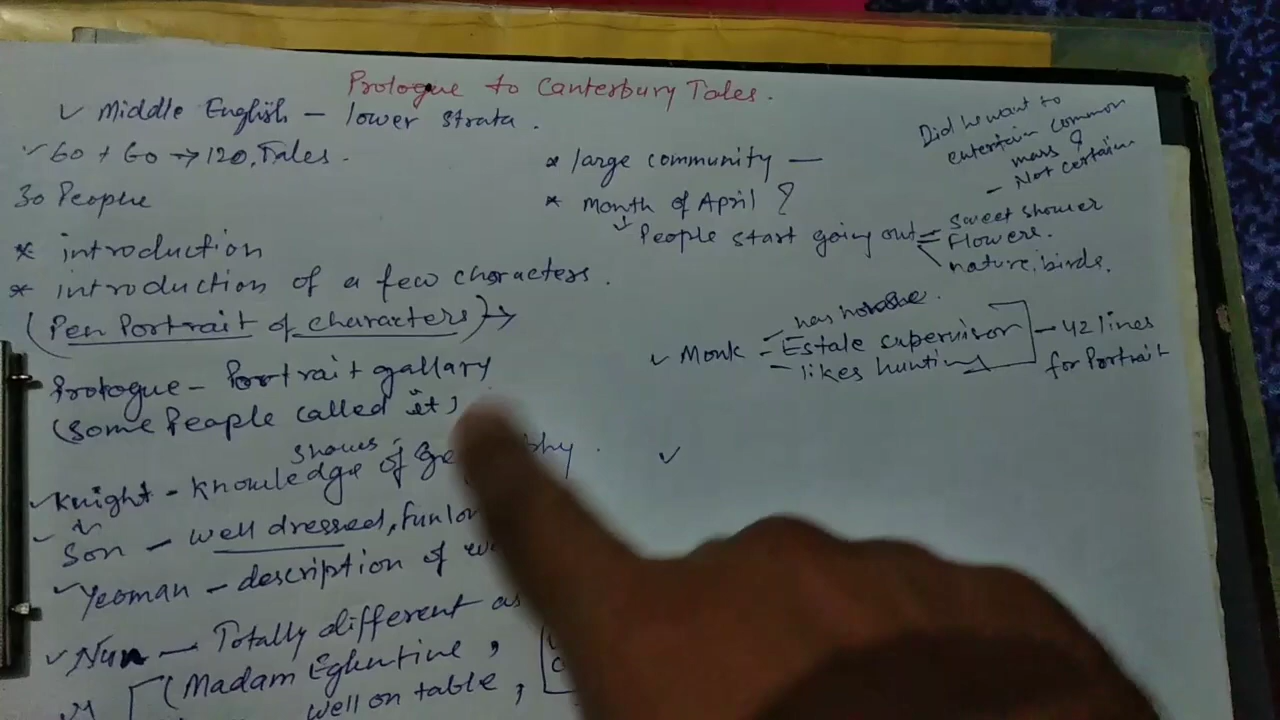 Prologue to Canterbury Tales.
✓ Middle English – lower strata.
✓ 60 + 60 → 120, Tales.
30 People
* introduction
* introduction of a few characters.
(Pen Portrait of characters) →
Prologue – Portrait gallary
(some People called it)
shows
✓ Knight – knowledge of
✓ Son – well dressed,
✓ Yeoman – description of
✓ Nun – Totally different as
(Madam Eglentine,
well on table,
Did he want to
entertain common
mass ?
– Not certain
* large community –
* Month of April ?
↳ People start going out = sweet shower
Flowers.
nature, birds.
✓ Monk = Estate supervisor
– likes hunting
– 42 lines
for Portrait
✓